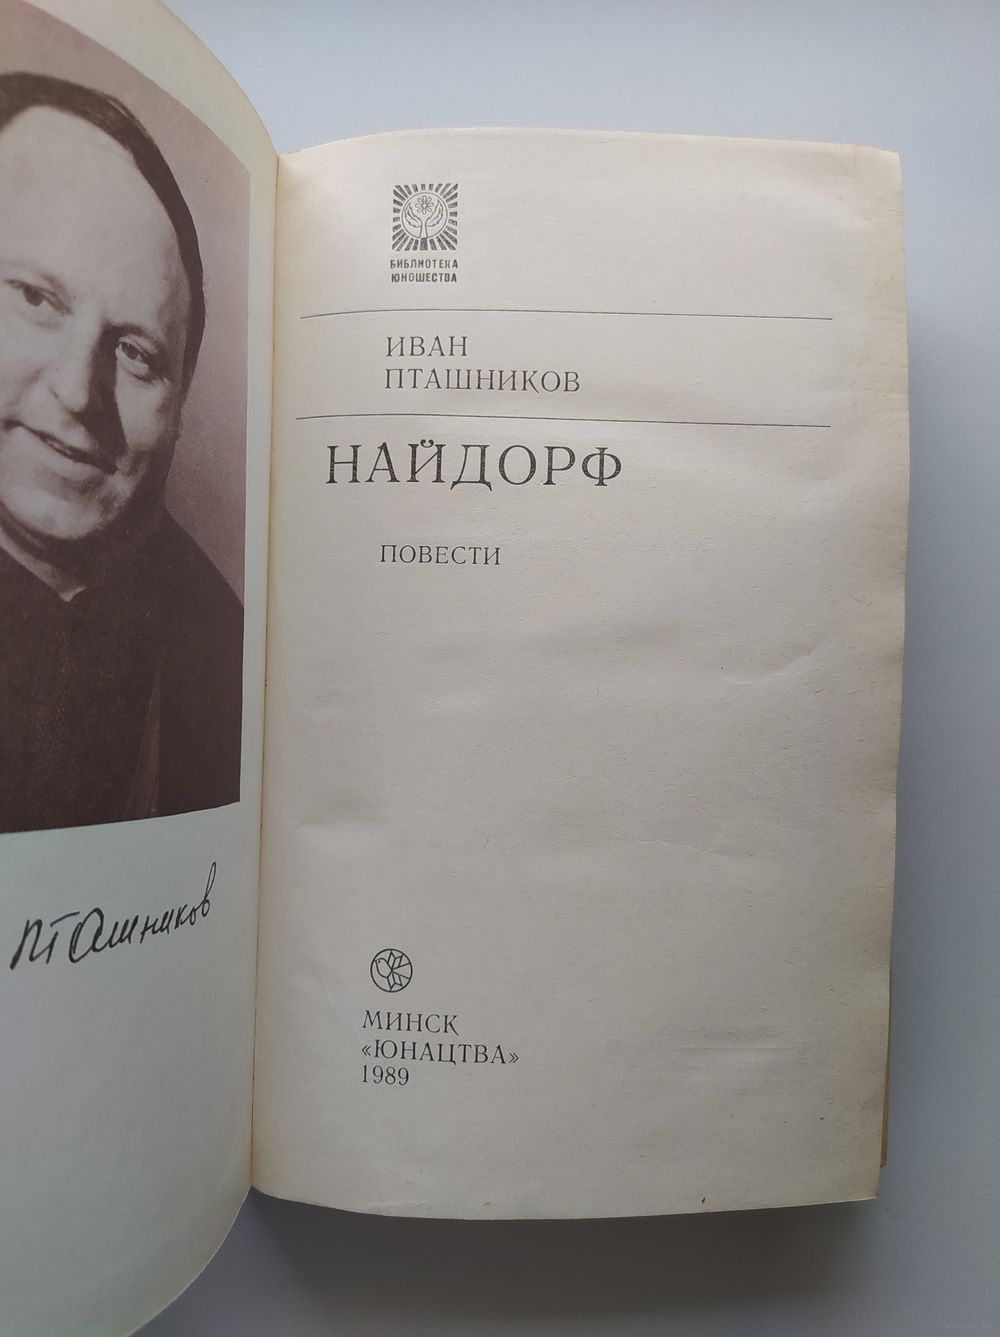 Пташников
БИБЛИОТЕКА
ЮНОШЕСТВА
ИВАН
ПТАШНИКОВ
НАЙДОРФ
ПОВЕСТИ
МИНСК
«ЮНАЦТВА»
1989